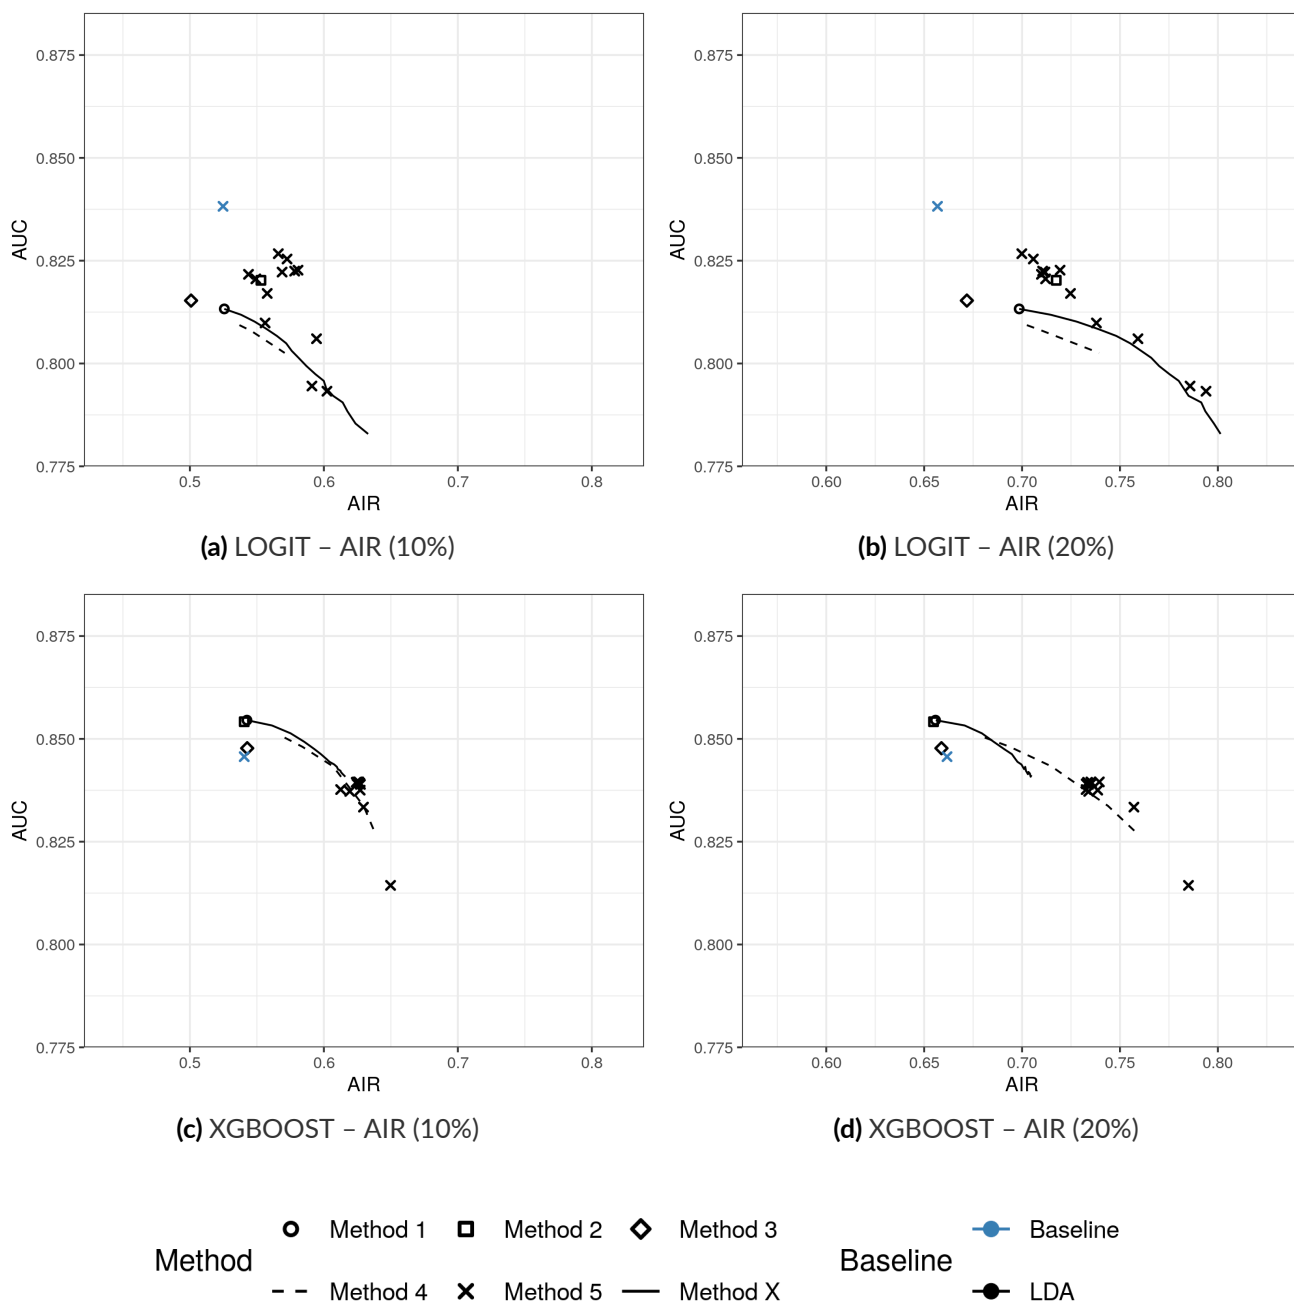 0.875
0.850
0.825
0.800
0.775
AUC
0.5 0.6 0.7 0.8
AIR
(a) LOGIT – AIR (10%)
0.875
0.850
0.825
0.800
0.775
AUC
0.60 0.65 0.70 0.75 0.80
AIR
(b) LOGIT – AIR (20%)
0.875
0.850
0.825
0.800
0.775
AUC
0.5 0.6 0.7 0.8
AIR
(c) XGBOOST – AIR (10%)
0.875
0.850
0.825
0.800
0.775
AUC
0.60 0.65 0.70 0.75 0.80
AIR
(d) XGBOOST – AIR (20%)
Method
Method 1 Method 2 Method 3
Method 4 Method 5 Method X
Baseline
Baseline
LDA